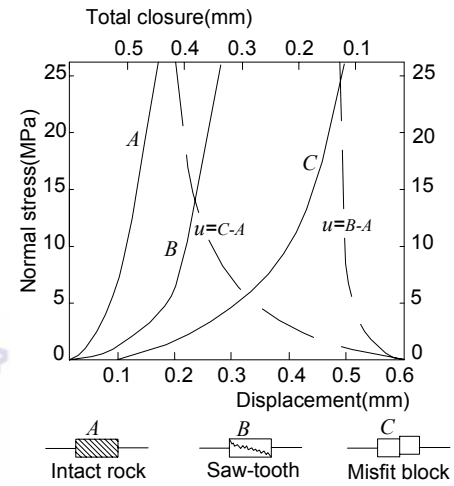 Total closure(mm)
0.5 0.4 0.3 0.2 0.1
25 25
20 20
15 15
10 10
5 5
0 0
Normal stress(MPa)
A
B
C
u=C-A
u=B-A
0.1 0.2 0.3 0.4 0.5 0.6
Displacement(mm)
A B C
Intact rock Saw-tooth Misfit block